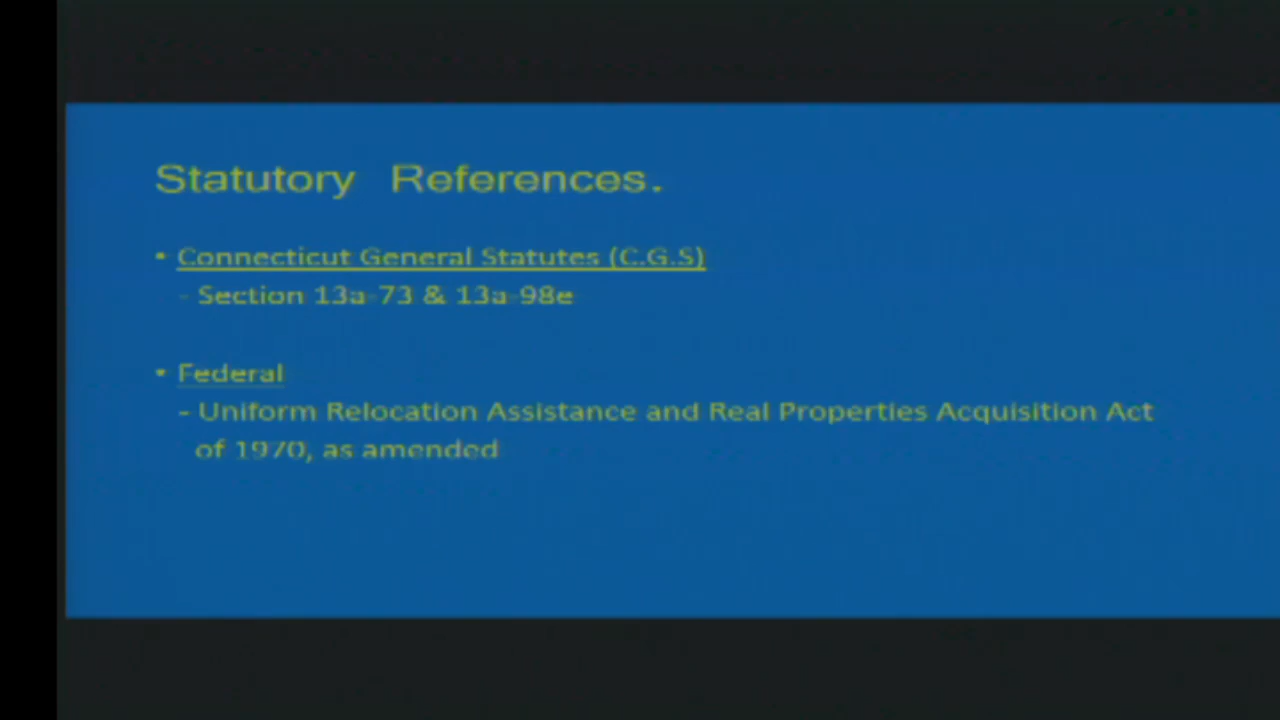 Statutory References.
• Connecticut General Statutes (C.G.S)
- Section 13a-73 & 13a-98e
• Federal
- Uniform Relocation Assistance and Real Properties Acquisition Act
of 1970, as amended